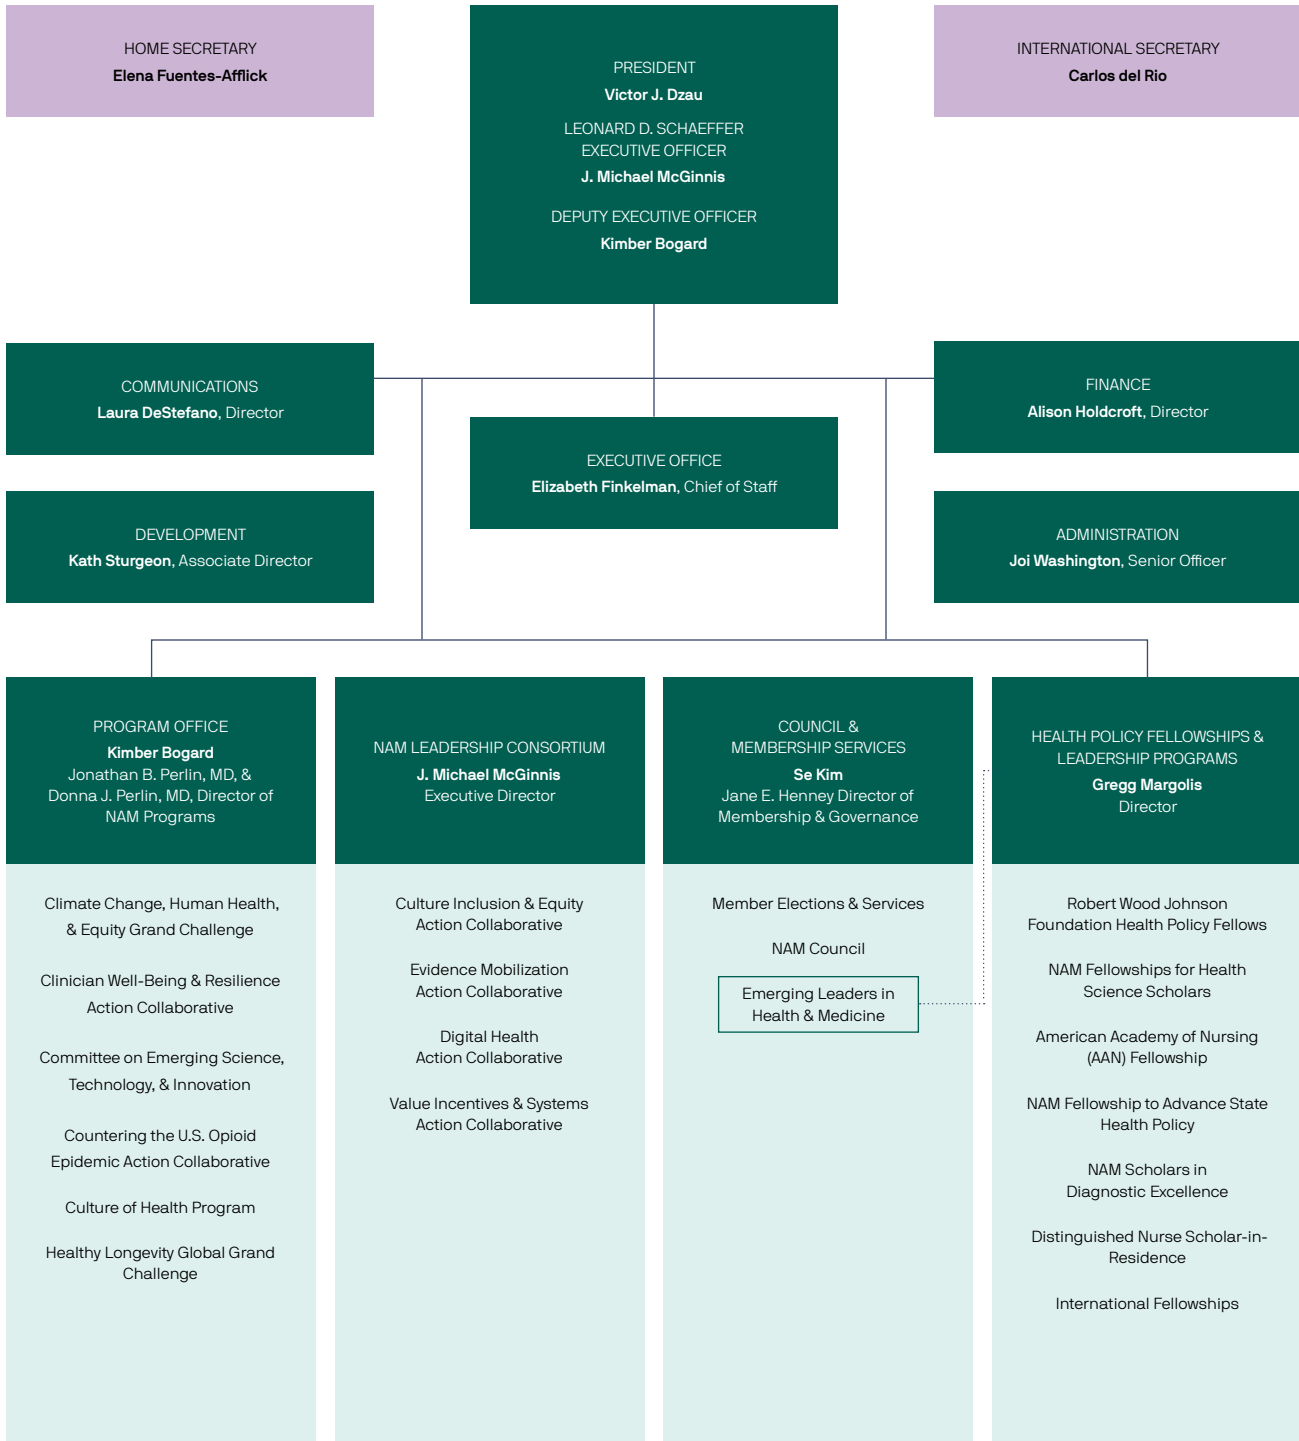 HOME SECRETARY
Elena Fuentes-Afflick
PRESIDENT
Victor J. Dzau
LEONARD D. SCHAEFFER
EXECUTIVE OFFICER
J. Michael McGinnis
DEPUTY EXECUTIVE OFFICER
Kimber Bogard
INTERNATIONAL SECRETARY
Carlos del Rio
COMMUNICATIONS
Laura DeStefano, Director
FINANCE
Alison Holdcroft, Director
EXECUTIVE OFFICE
Elizabeth Finkelman, Chief of Staff
DEVELOPMENT
Kath Sturgeon, Associate Director
ADMINISTRATION
Joi Washington, Senior Officer
PROGRAM OFFICE
Kimber Bogard
Jonathan B. Perlin, MD, &
Donna J. Perlin, MD, Director of
NAM Programs
Climate Change, Human Health,
& Equity Grand Challenge
Clinician Well-Being & Resilience
Action Collaborative
Committee on Emerging Science,
Technology, & Innovation
Countering the U.S. Opioid
Epidemic Action Collaborative
Culture of Health Program
Healthy Longevity Global Grand
Challenge
NAM LEADERSHIP CONSORTIUM
J. Michael McGinnis
Executive Director
Culture Inclusion & Equity
Action Collaborative
Evidence Mobilization
Action Collaborative
Digital Health
Action Collaborative
Value Incentives & Systems
Action Collaborative
COUNCIL &
MEMBERSHIP SERVICES
Se Kim
Jane E. Henney Director of
Membership & Governance
Member Elections & Services
NAM Council
Emerging Leaders in
Health & Medicine
HEALTH POLICY FELLOWSHIPS &
LEADERSHIP PROGRAMS
Gregg Margolis
Director
Robert Wood Johnson
Foundation Health Policy Fellows
NAM Fellowships for Health
Science Scholars
American Academy of Nursing
(AAN) Fellowship
NAM Fellowship to Advance State
Health Policy
NAM Scholars in
Diagnostic Excellence
Distinguished Nurse Scholar-in-
Residence
International Fellowships